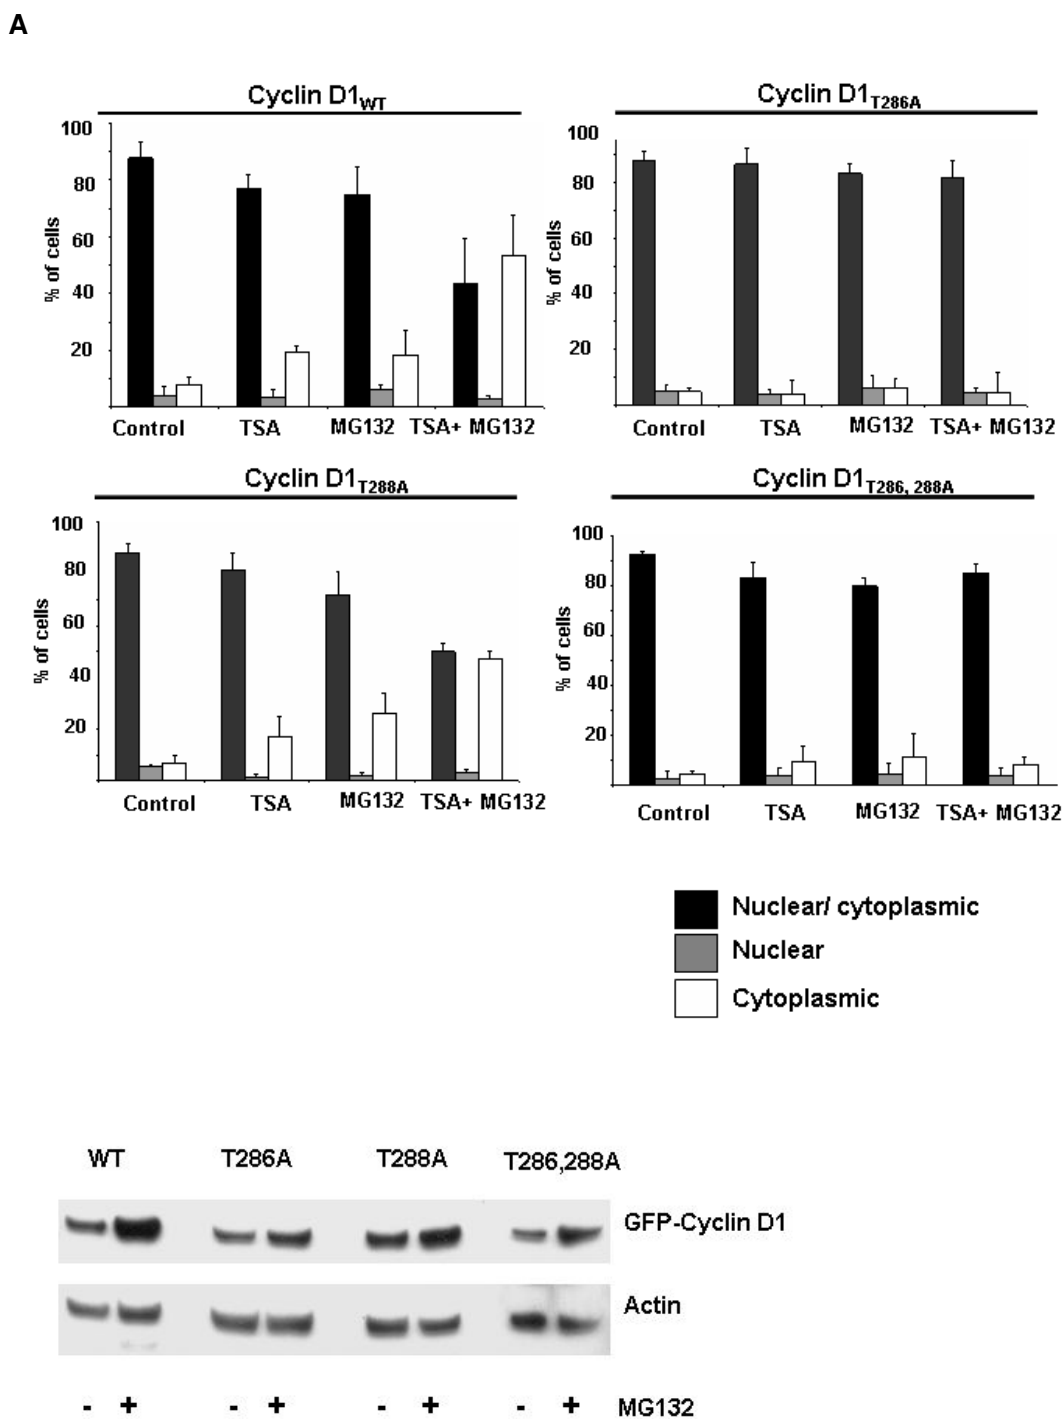 A
Cyclin D1WT
100
80
60
40
20
% of cells
Control TSA MG132 TSA+ MG132
Cyclin D1T286A
100
80
60
40
20
% of cells
Control TSA MG132 TSA+ MG132
Cyclin D1T288A
100
80
60
40
20
% of cells
Control TSA MG132 TSA+ MG132
Cyclin D1T286, 288A
100
80
60
40
20
% of cells
Control TSA MG132 TSA+ MG132
Nuclear/ cytoplasmic
Nuclear
Cytoplasmic
WT T286A T288A T286,288A
GFP-Cyclin D1
Actin
- + - + - + - + MG132